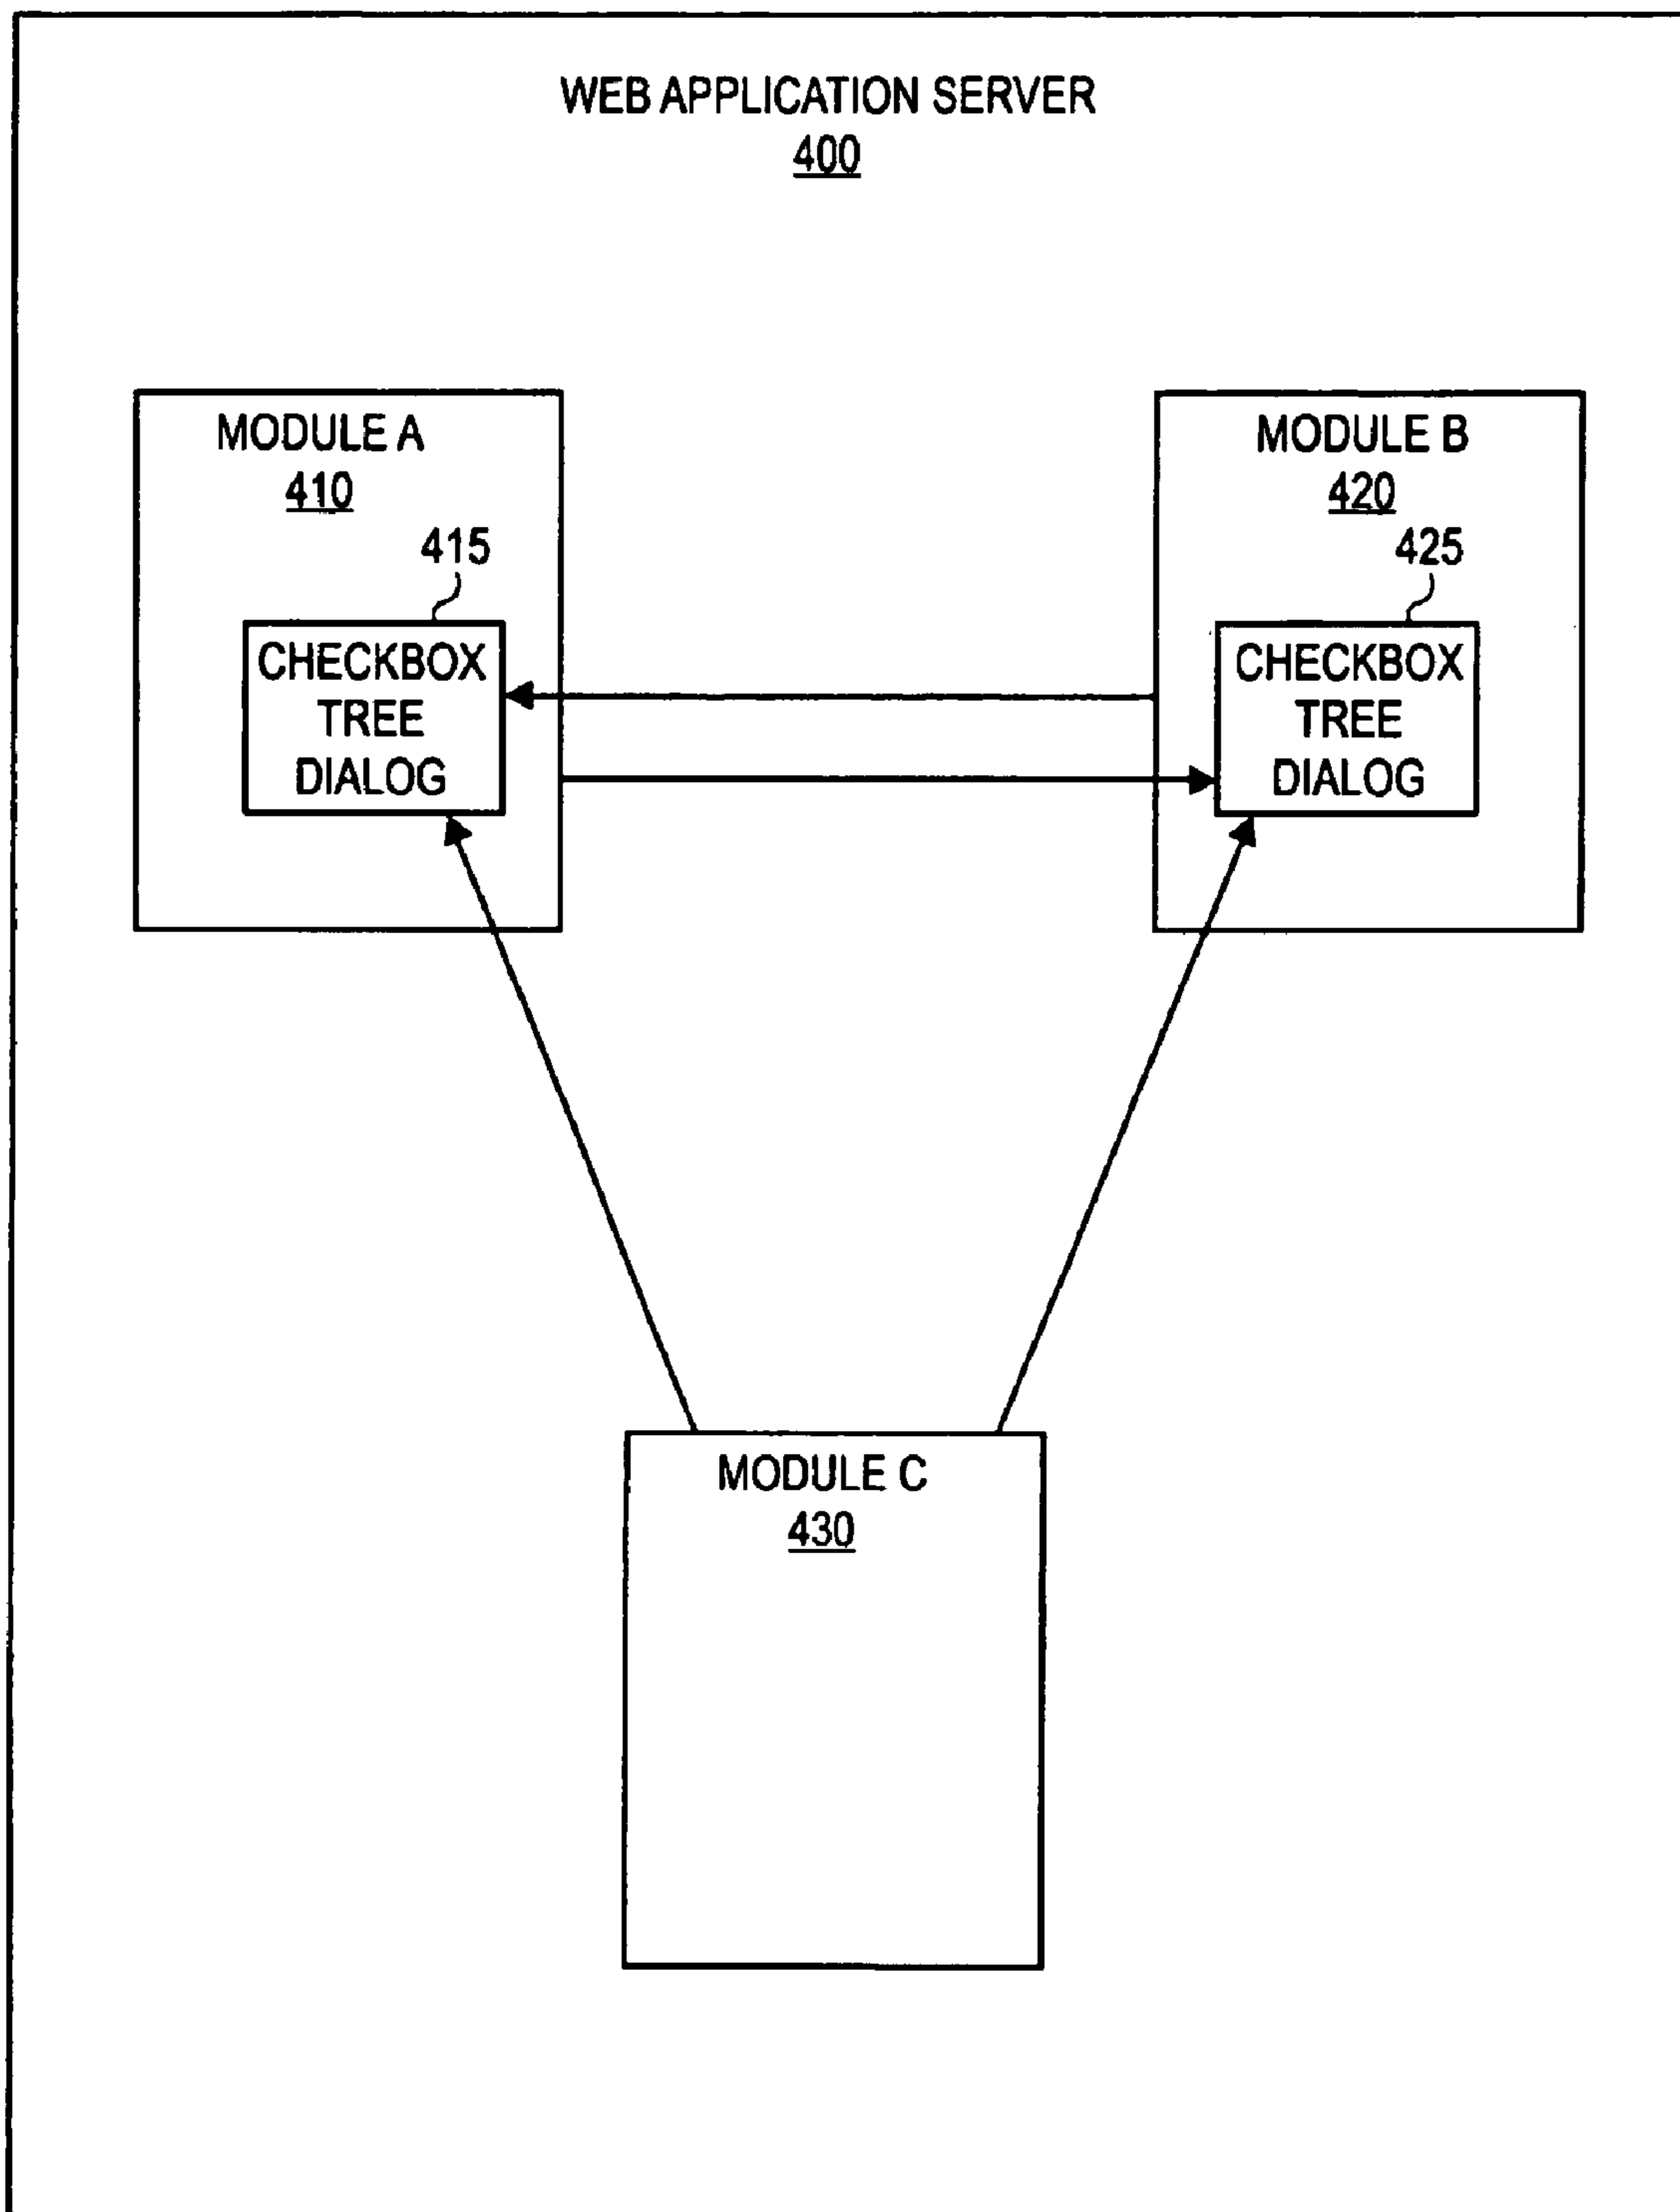 WEB APPLICATION SERVER
400
MODULE A
410
415
CHECKBOX
TREE
DIALOG
MODULE B
420
425
CHECKBOX
TREE
DIALOG
MODULE C
430